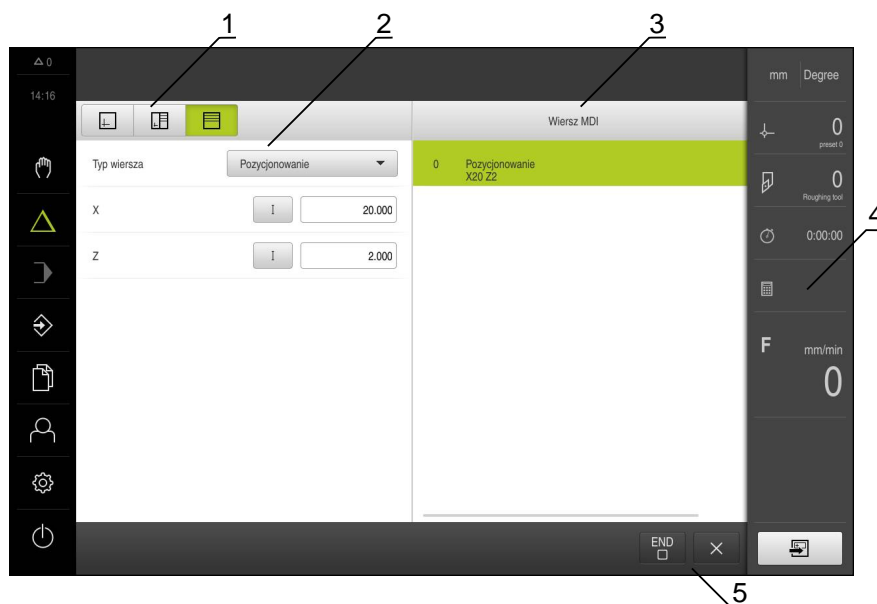 1
2
3
0
14:16
mm Degree
Wiersz MDI
0
preset 0
Typ wiersza
Pozycjonowanie
0 Pozycjonowanie
X20 Z2
X
I
20.000
0
Roughing tool
4
Z
I
2.000
0:00:00
F mm/min
0
END
5